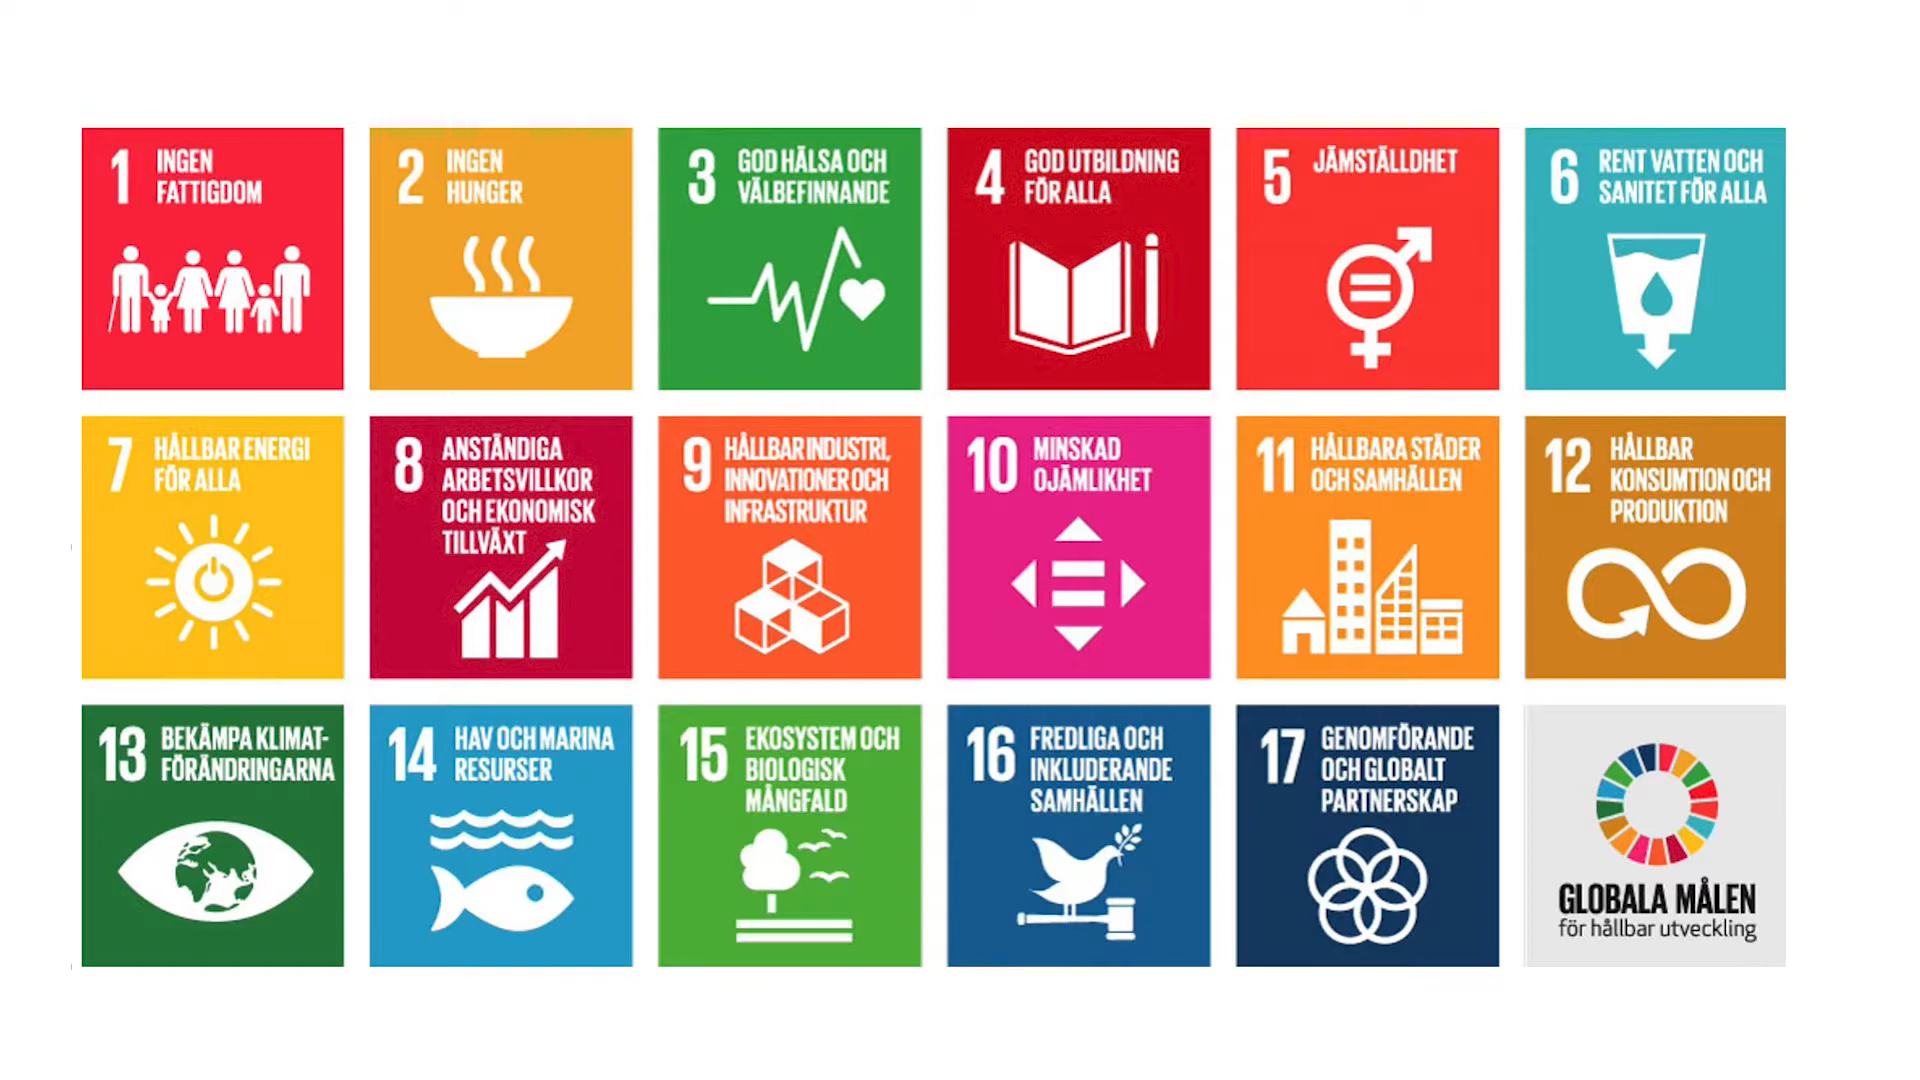 1 INGEN
FATTIGDOM
2 INGEN
HUNGER
3 GOD HÄLSA OCH
VÄLBEFINNANDE
4 GOD UTBILDNING
FÖR ALLA
5 JÄMSTÄLLDHET
6 RENT VATTEN OCH
SANITET FÖR ALLA
7 HÅLLBAR ENERGI
FÖR ALLA
8 ANSTÄNDIGA
ARBETSVILLKOR
OCH EKONOMISK
TILLVÄXT
9 HÅLLBAR INDUSTRI,
INNOVATIONER OCH
INFRASTRUKTUR
10 MINSKAD
OJÄMLIKHET
11 HÅLLBARA STÄDER
OCH SAMHÄLLEN
12 HÅLLBAR
KONSUMTION OCH
PRODUKTION
13 BEKÄMPA KLIMAT-
FÖRÄNDRINGARNA
14 HAV OCH MARINA
RESURSER
15 EKOSYSTEM OCH
BIOLOGISK
MÅNGFALD
16 FREDLIGA OCH
INKLUDERANDE
SAMHÄLLEN
17 GENOMFÖRANDE
OCH GLOBALT
PARTNERSKAP
GLOBALA MÅLEN
för hållbar utveckling